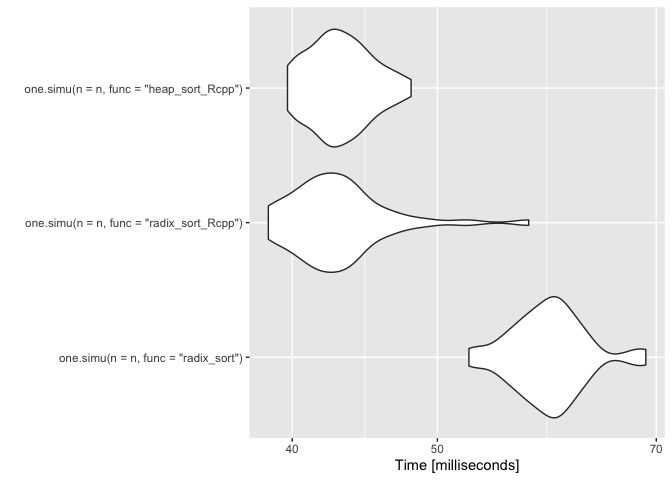 one.simu(n = n, func = "heap_sort_Rcpp")
one.simu(n = n, func = "radix_sort_Rcpp")
one.simu(n = n, func = "radix_sort")
40 50 70
Time [milliseconds]